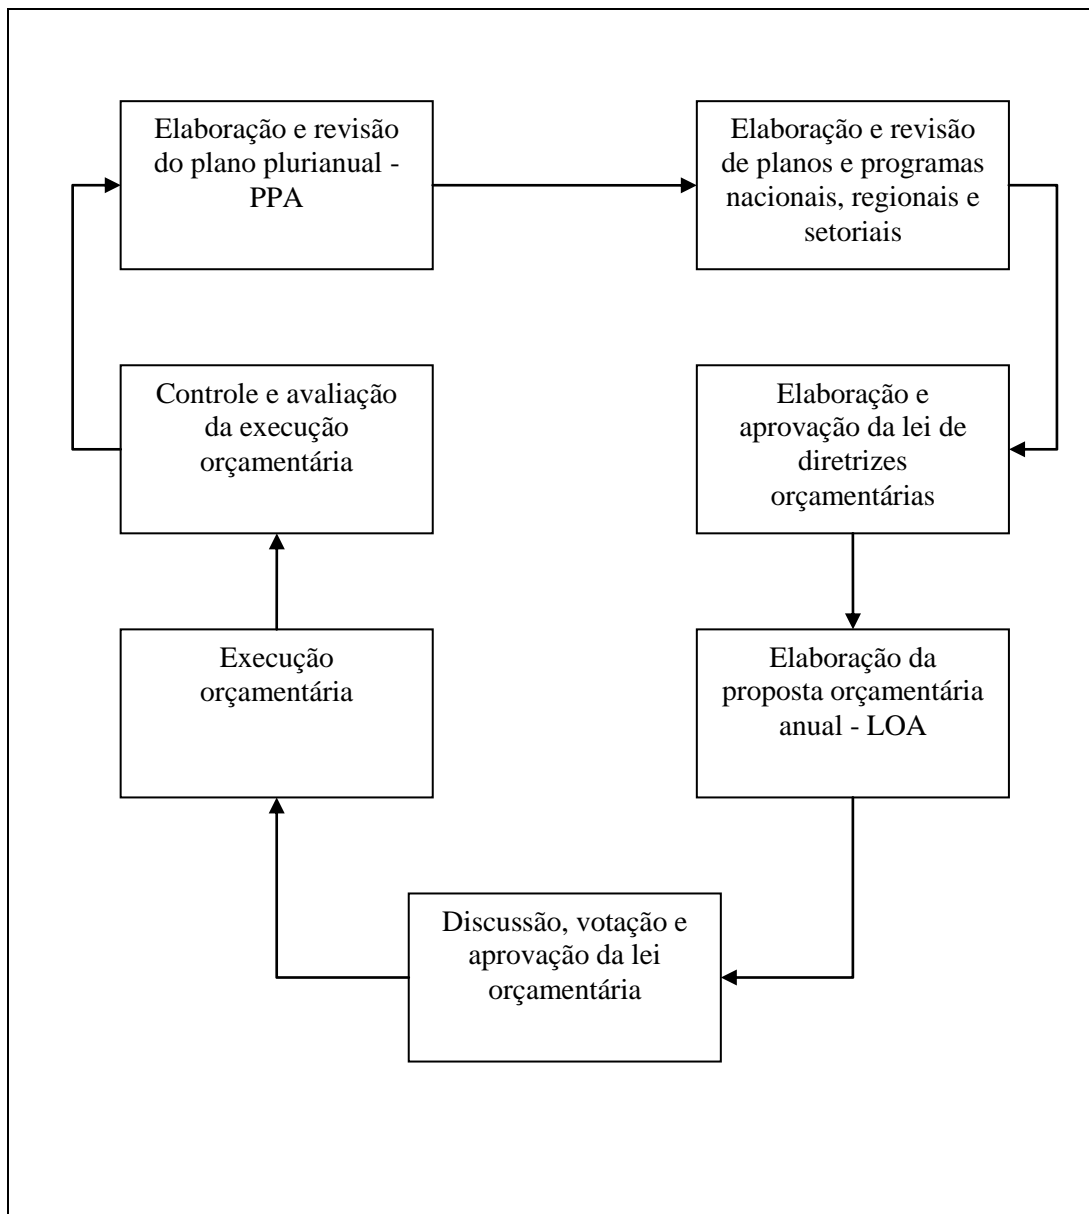 Elaboração e revisão
do plano plurianual -
PPA
Elaboração e revisão
de planos e programas
nacionais, regionais e
setoriais
Controle e avaliação
da execução
orçamentária
Elaboração e
aprovação da lei de
diretrizes
orçamentárias
Execução
orçamentária
Elaboração da
proposta orçamentária
anual - LOA
Discussão, votação e
aprovação da lei
orçamentária